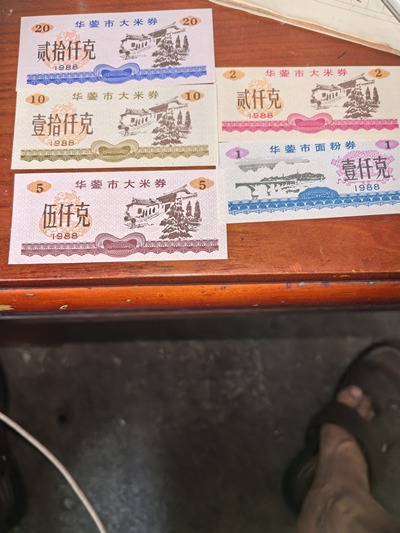 20 华蓥市大米券 20
贰拾仟克
1988
10 华蓥市大米券 10
壹拾仟克
1988
5 华蓥市大米券 5
伍仟克
1988
2 华蓥市大米券 2
贰仟克
1988
1 华蓥市面粉券 1
壹仟克
1988